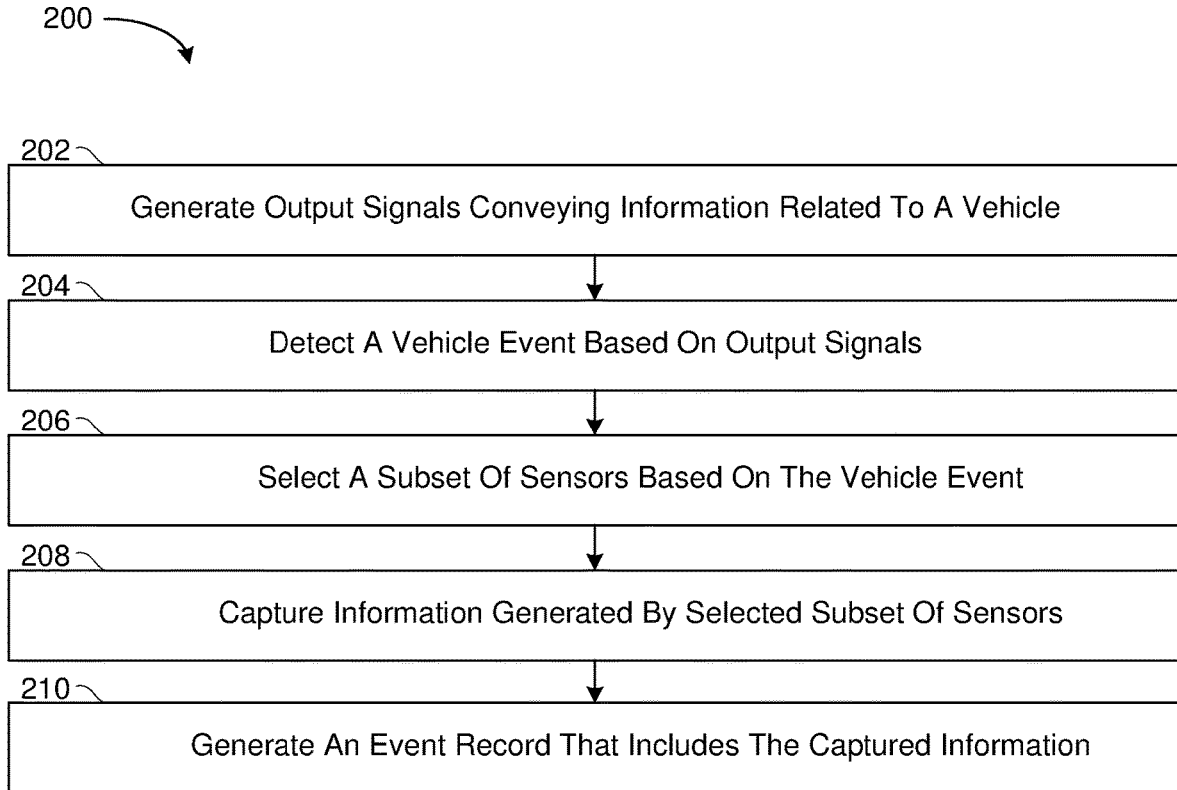 200
202
Generate Output Signals Conveying Information Related To A Vehicle
204
Detect A Vehicle Event Based On Output Signals
206
Select A Subset Of Sensors Based On The Vehicle Event
208
Capture Information Generated By Selected Subset Of Sensors
210
Generate An Event Record That Includes The Captured Information